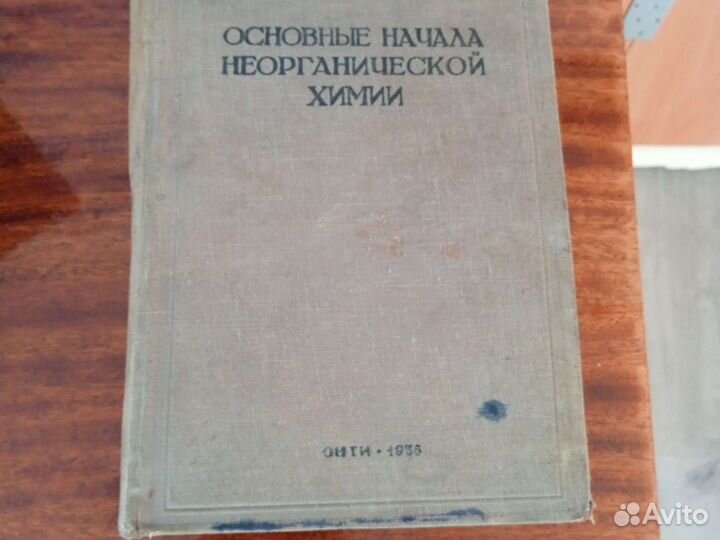 ОСНОВНЫЕ НАЧАЛА
НЕОРГАНИЧЕСКОЙ
ХИМИИ
ОНТИ • 1936
Avito